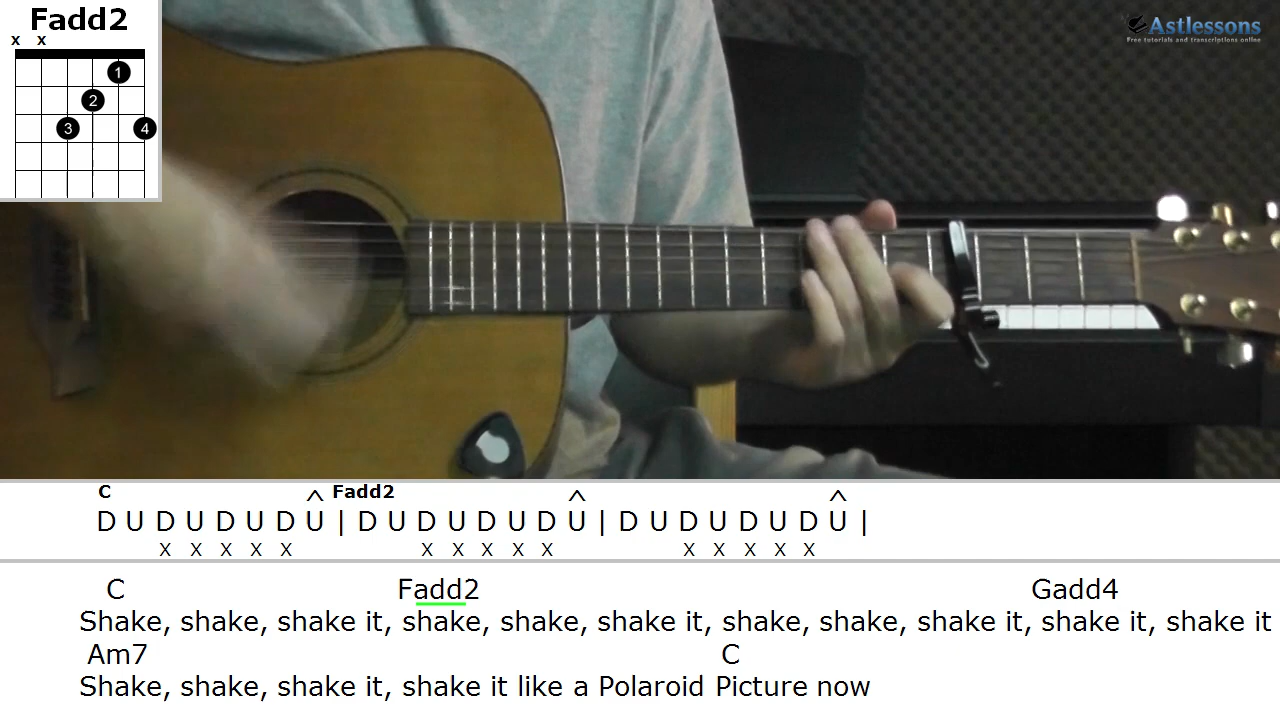 Fadd2
x x
1
2
3 4
Astlessons
Free tutorials and transcriptions online
C ^ Fadd2 ^ ^
D U D U D U D U | D U D U D U D U | D U D U D U D U |
x x x x x x x x x x x x x x x
C Fadd2 Gadd4
Shake, shake, shake it, shake, shake, shake it, shake, shake, shake it, shake it, shake it
Am7 C
Shake, shake, shake it, shake it like a Polaroid Picture now